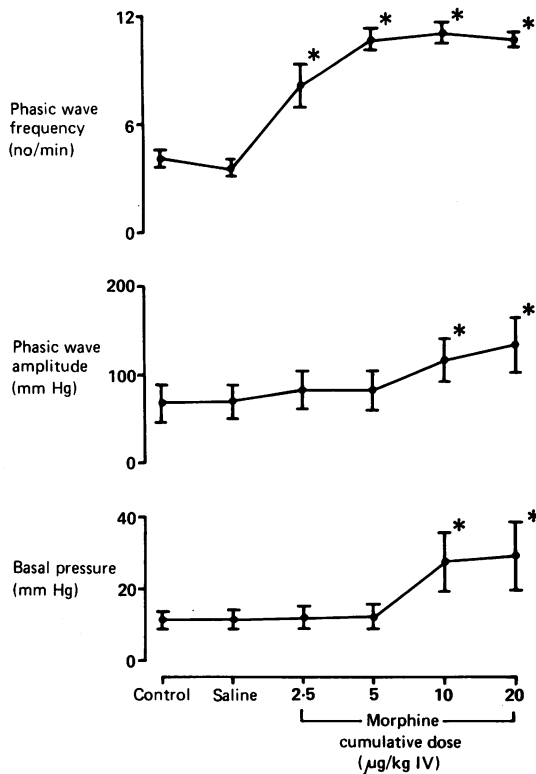 12
*
*
*
*
Phasic wave
frequency
(no/min)
6
0
200
*
*
Phasic wave
amplitude
(mm Hg)
100
0
40
*
*
Basal pressure
(mm Hg)
20
0
Control Saline 2·5 5 10 20
Morphine
cumulative dose
(µg/kg IV)